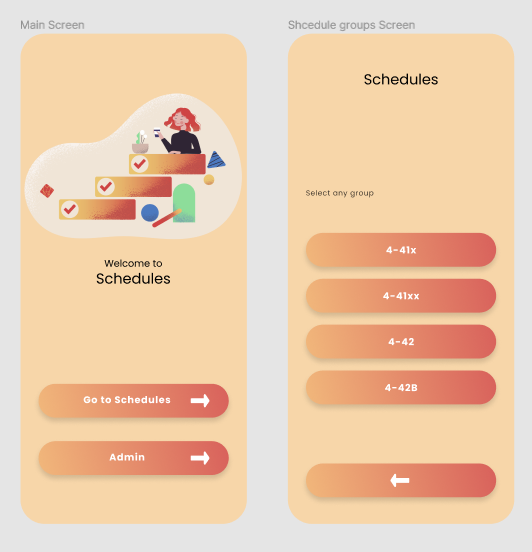 Main Screen
Welcome to
Schedules
Go to Schedules
Admin
Shcedule groups Screen
Schedules
Select any group
4-41x
4-41xx
4-42
4-42B